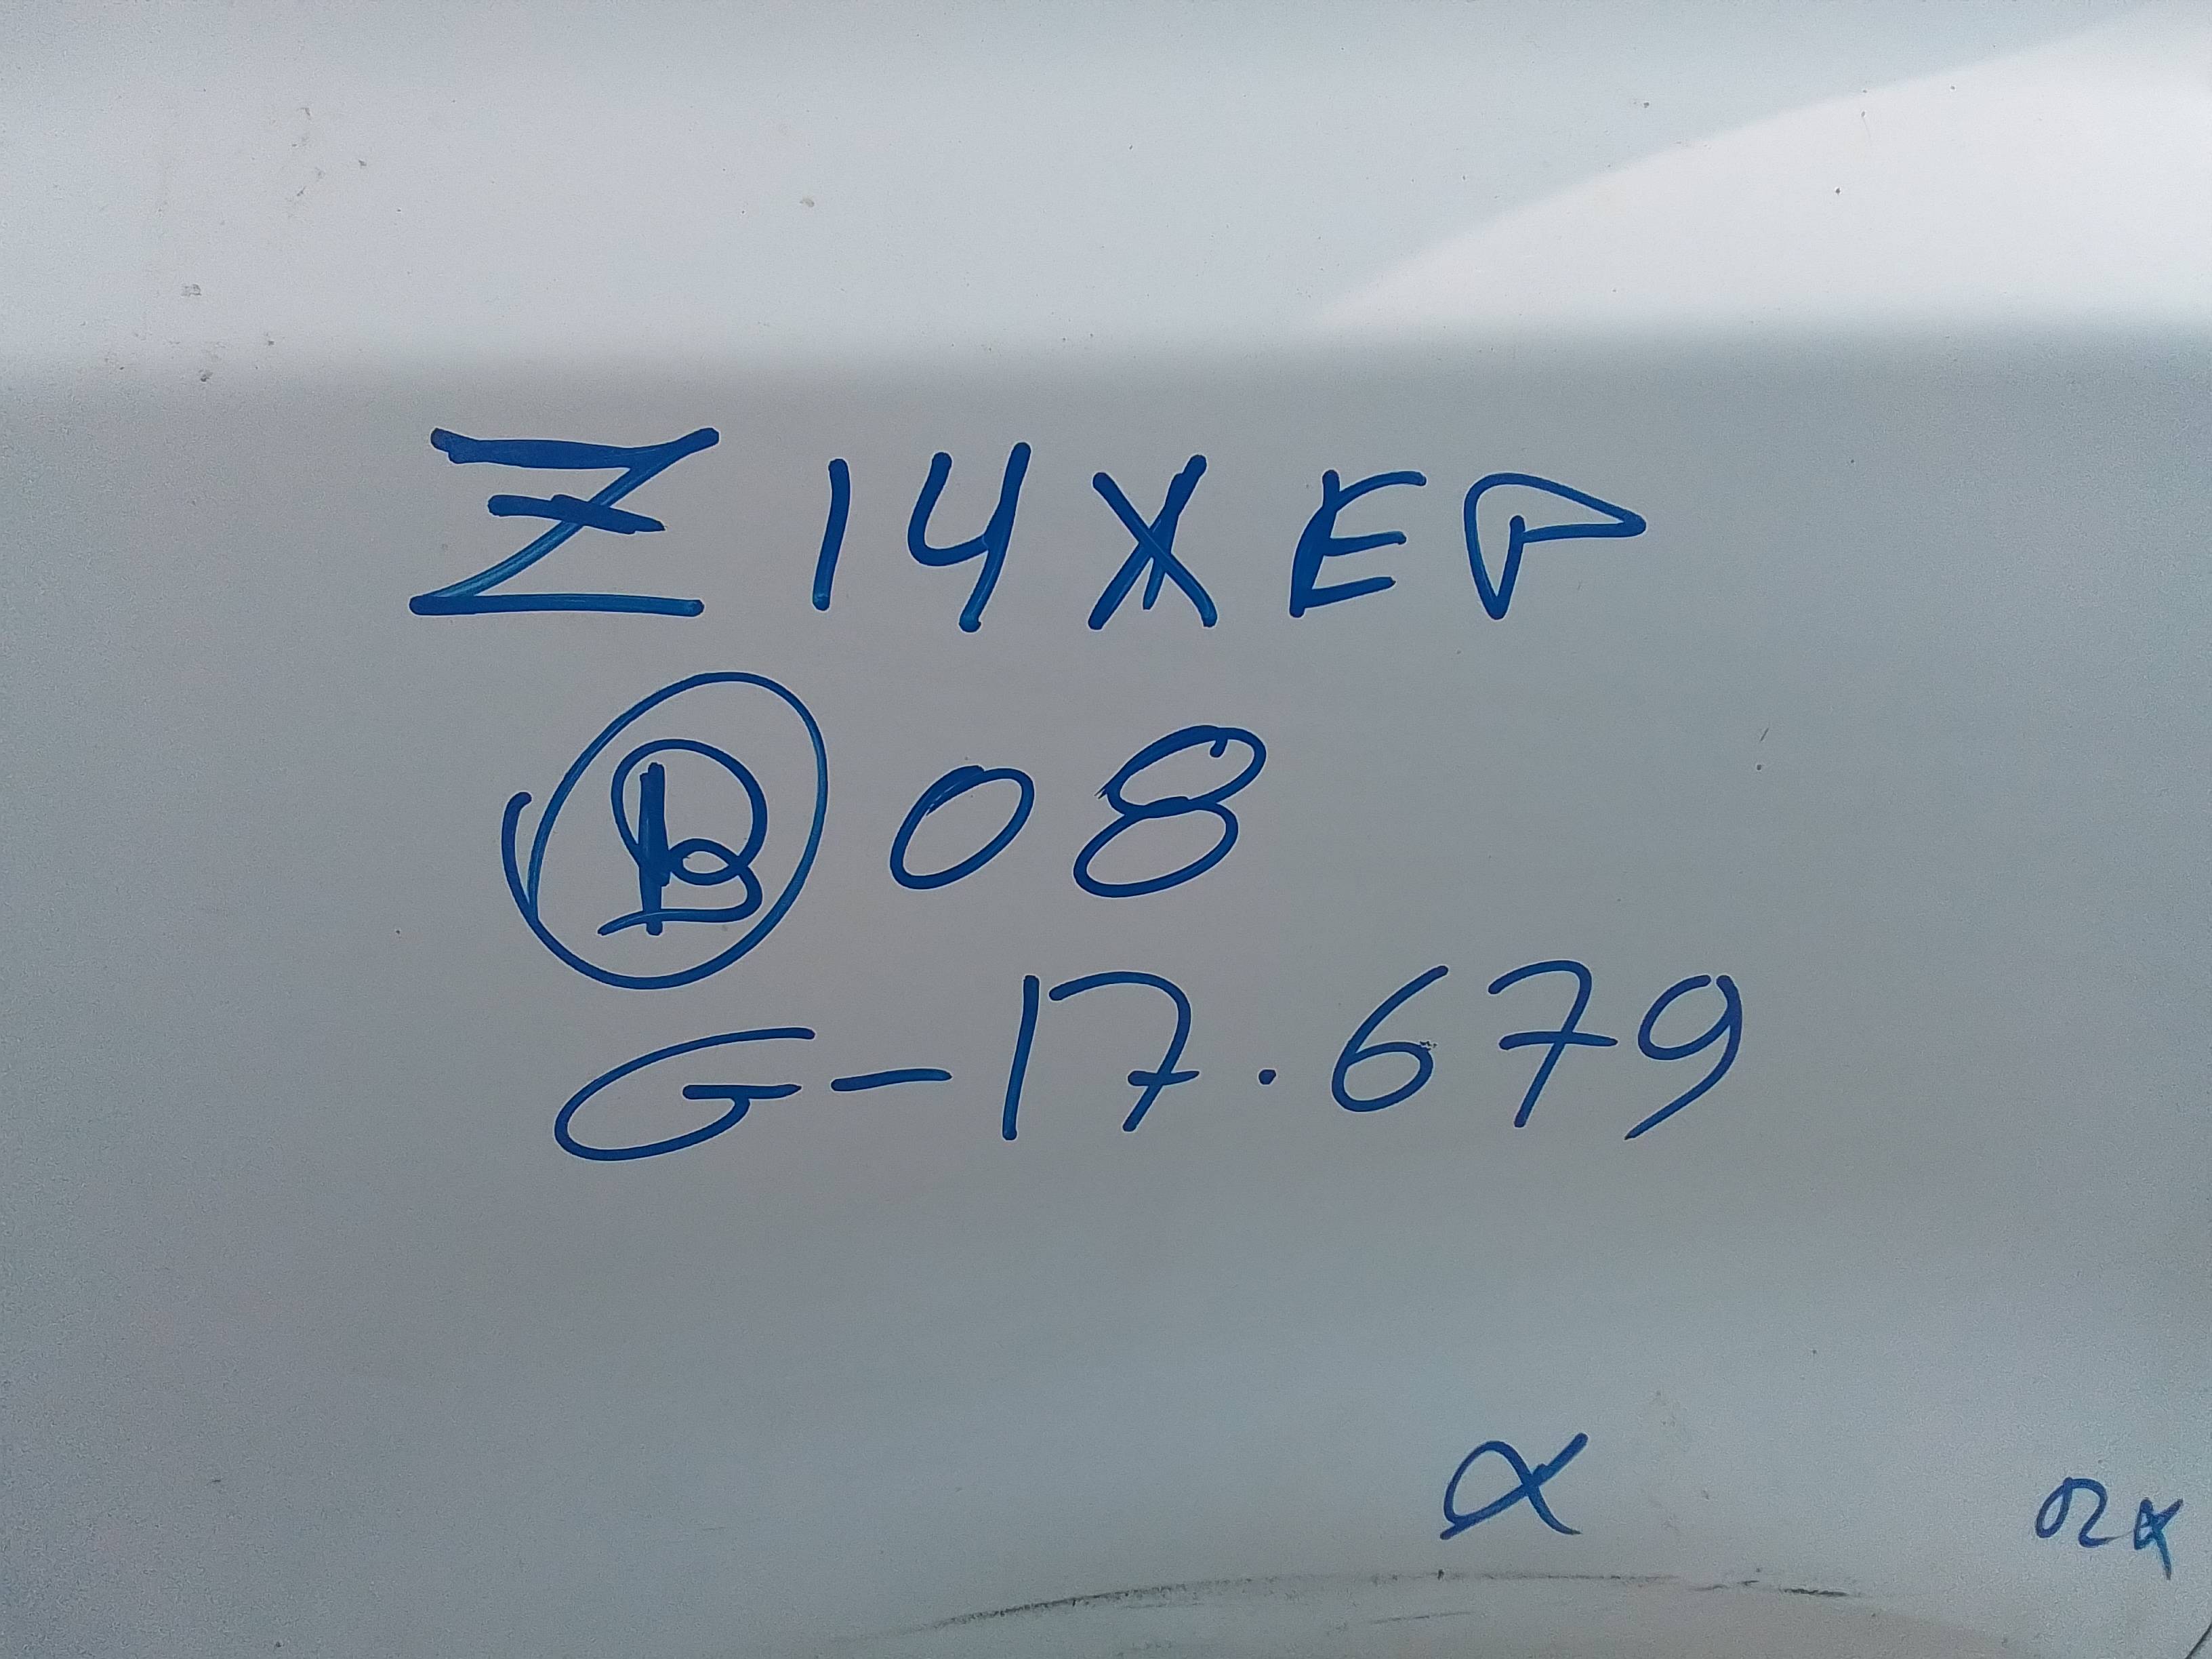 Z14XEP
B 08
G-17.679
α